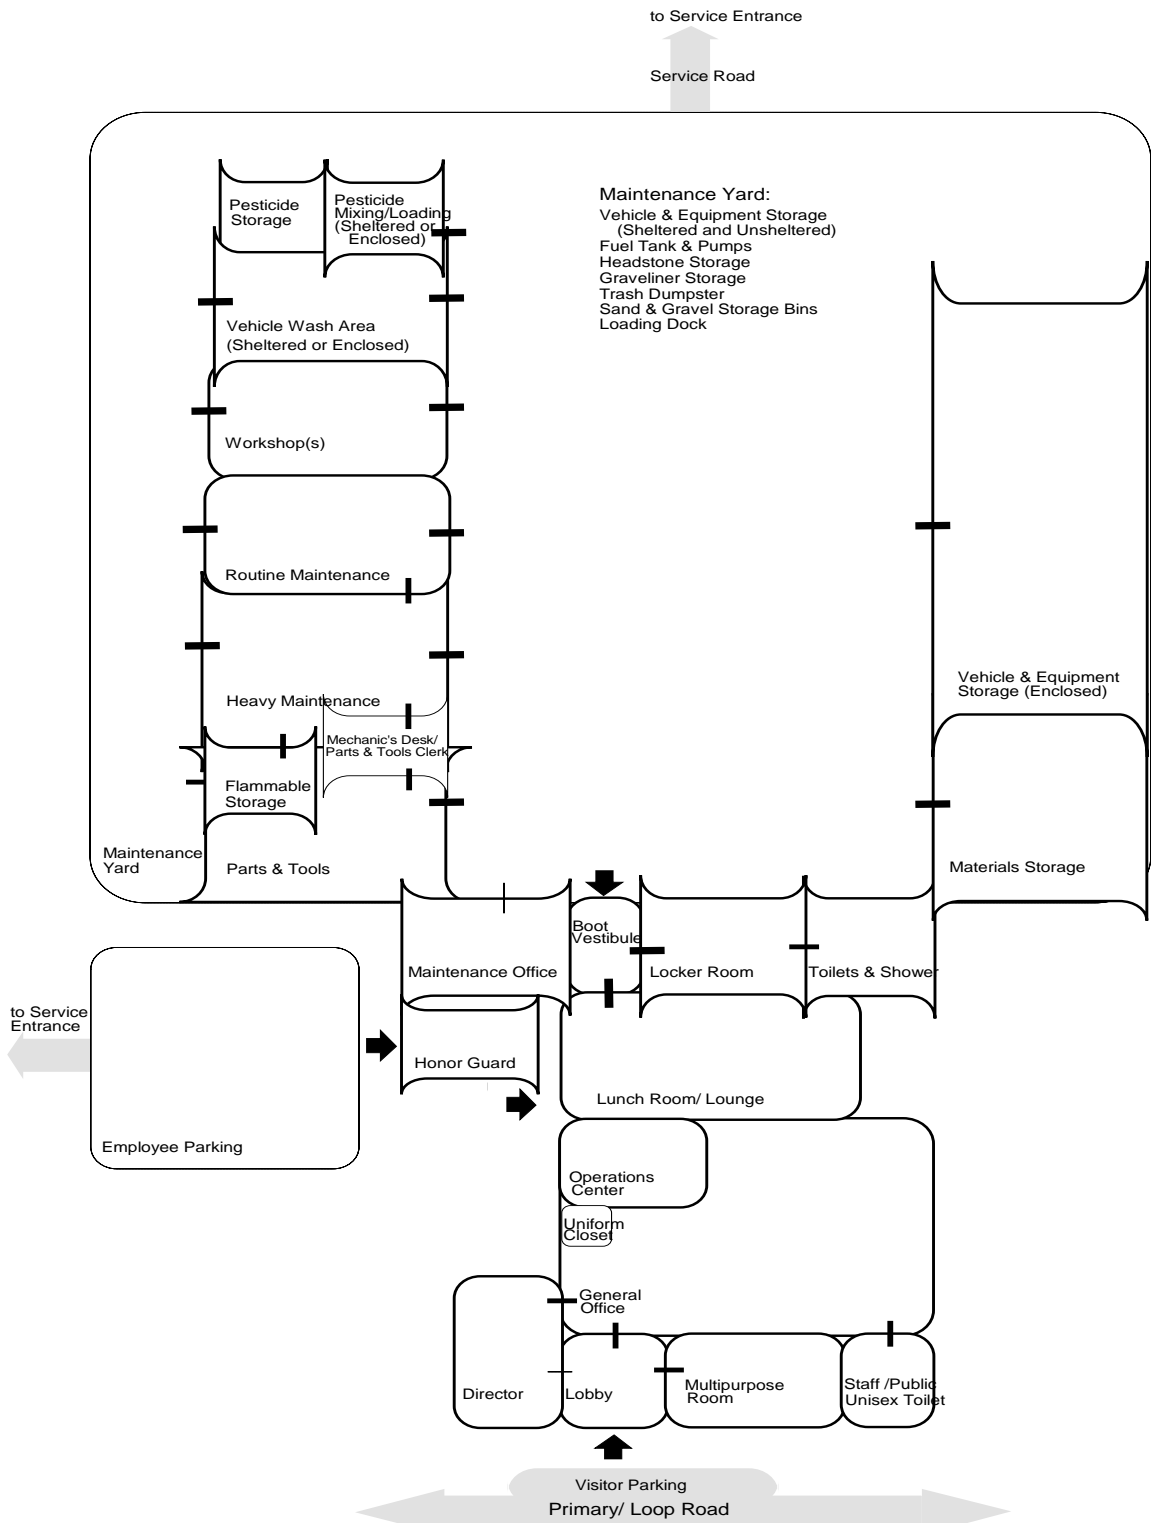 to Service Entrance
Service Road
Pesticide
Storage
Pesticide
Mixing/Loading
(Sheltered or
Enclosed)
Maintenance Yard:
Vehicle & Equipment Storage
(Sheltered and Unsheltered)
Fuel Tank & Pumps
Headstone Storage
Graveliner Storage
Trash Dumpster
Sand & Gravel Storage Bins
Loading Dock
Vehicle Wash Area
(Sheltered or Enclosed)
Workshop(s)
Routine Maintenance
Heavy Maintenance
Mechanic's Desk/
Parts & Tools Clerk
Vehicle & Equipment
Storage (Enclosed)
Flammable
Storage
Maintenance
Yard
Parts & Tools
Materials Storage
Boot
Vestibule
Maintenance Office
Locker Room
Toilets & Shower
to Service
Entrance
Honor Guard
Lunch Room/ Lounge
Employee Parking
Operations
Center
Uniform
Closet
General
Office
Director
Lobby
Multipurpose
Room
Staff /Public
Unisex Toilet
Visitor Parking
Primary/ Loop Road